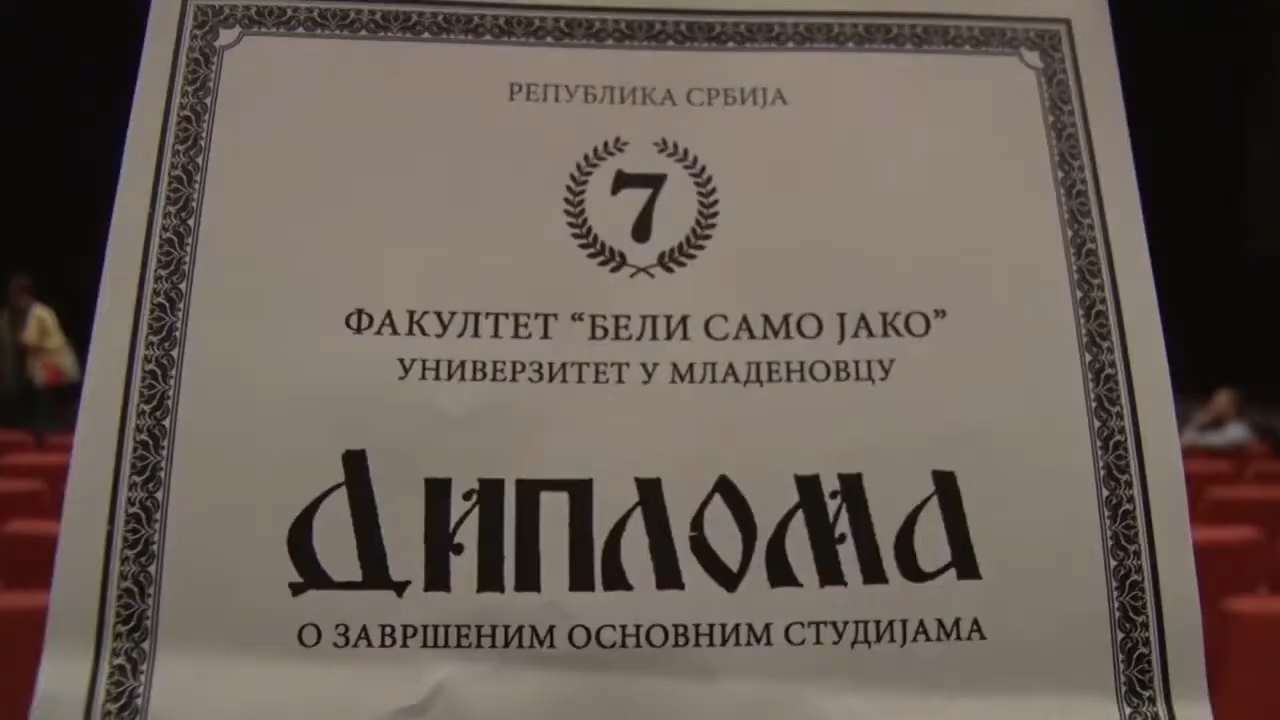 РЕПУБЛИКА СРБИЈА
7
ФАКУЛТЕТ “БЕЛИ САМО ЈАКО”
УНИВЕРЗИТЕТ У МЛАДЕНОВЦУ
Диплома
О ЗАВРШЕНИМ ОСНОВНИМ СТУДИЈАМА